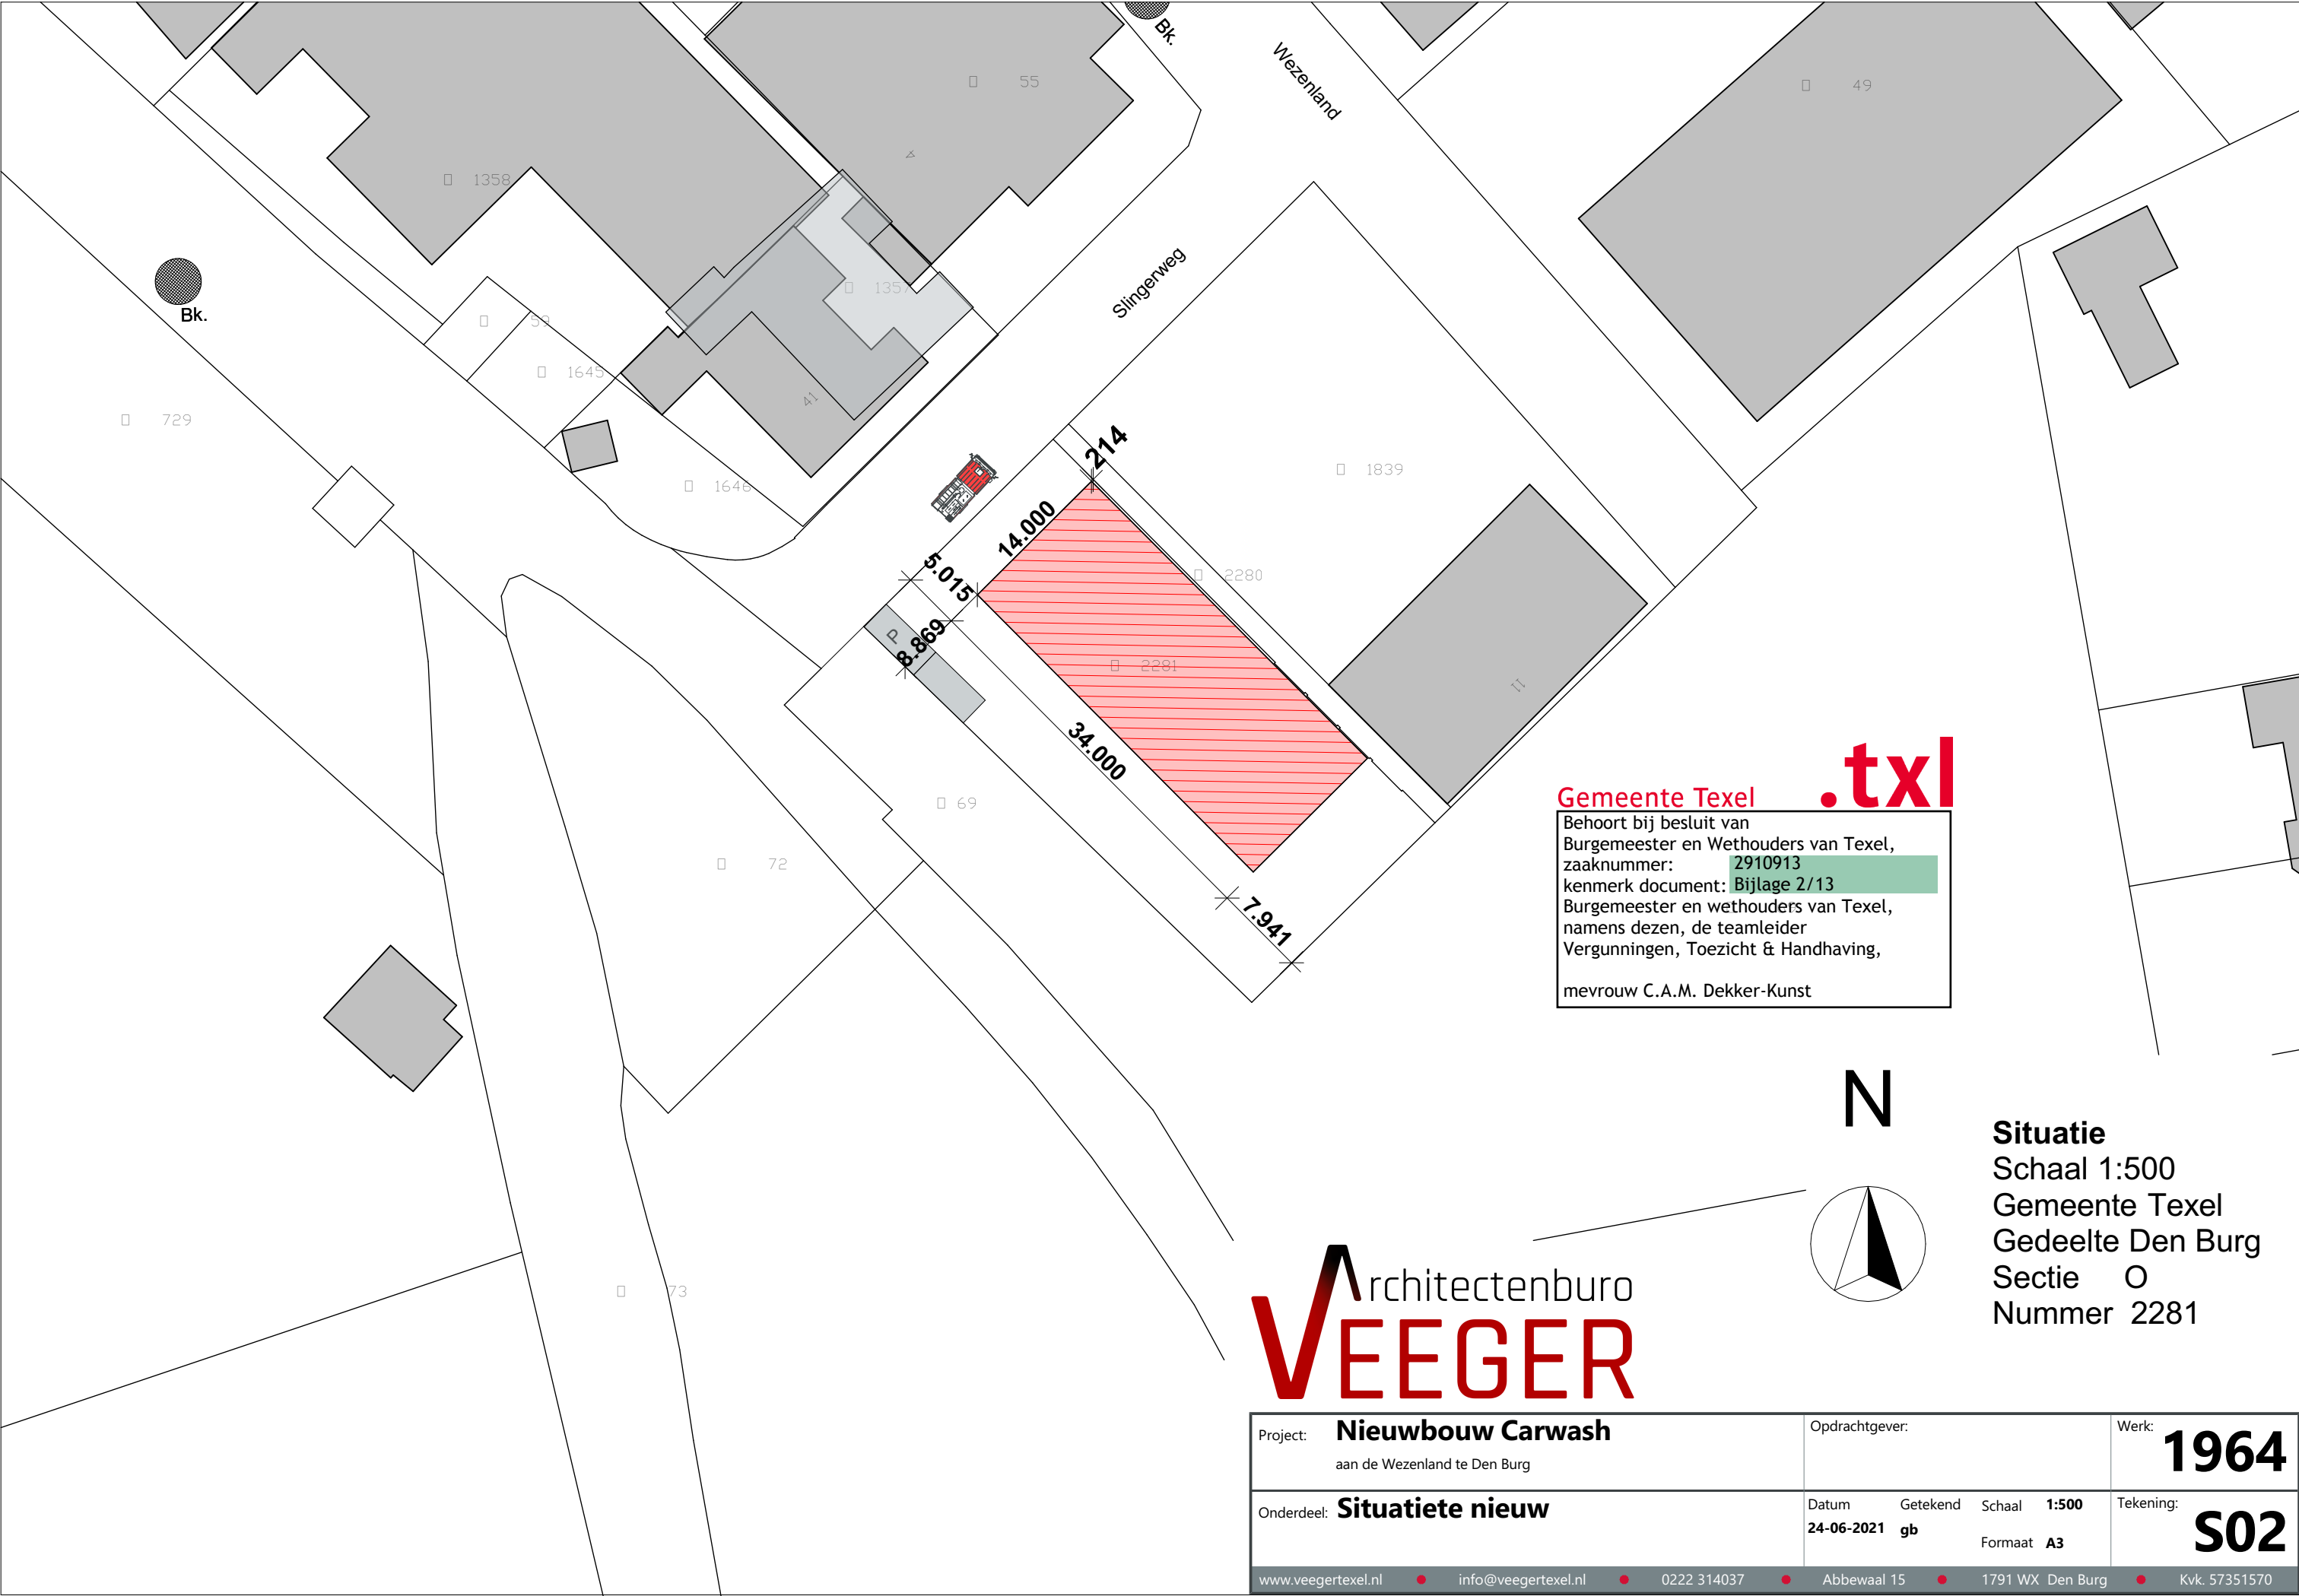 Bk.
Wezenland
55
49
A
1358
Slingerweg
1357
Bk.
59
1645
41
729
1646
214
1839
14.000
5.015
2280
P
8.869
2281
11
34.000
69
72
7.941
73
Gemeente Texel
.txl
Behoort bij besluit van
Burgemeester en Wethouders van Texel,
zaaknummer: 2910913
kenmerk document: Bijlage 2/13
Burgemeester en wethouders van Texel,
namens dezen, de teamleider
Vergunningen, Toezicht & Handhaving,
mevrouw C.A.M. Dekker-Kunst
N
Situatie
Schaal 1:500
Gemeente Texel
Gedeelte Den Burg
Sectie O
Nummer 2281
Architectenburo
VEEGER
Project: Nieuwbouw Carwash
aan de Wezenland te Den Burg
Opdrachtgever:
Werk: 1964
Onderdeel: Situatiete nieuw
Datum Getekend Schaal 1:500
24-06-2021 gb
Formaat A3
Tekening: S02
www.veegertexel.nl • info@veegertexel.nl • 0222 314037 • Abbewaal 15 • 1791 WX Den Burg • Kvk. 57351570